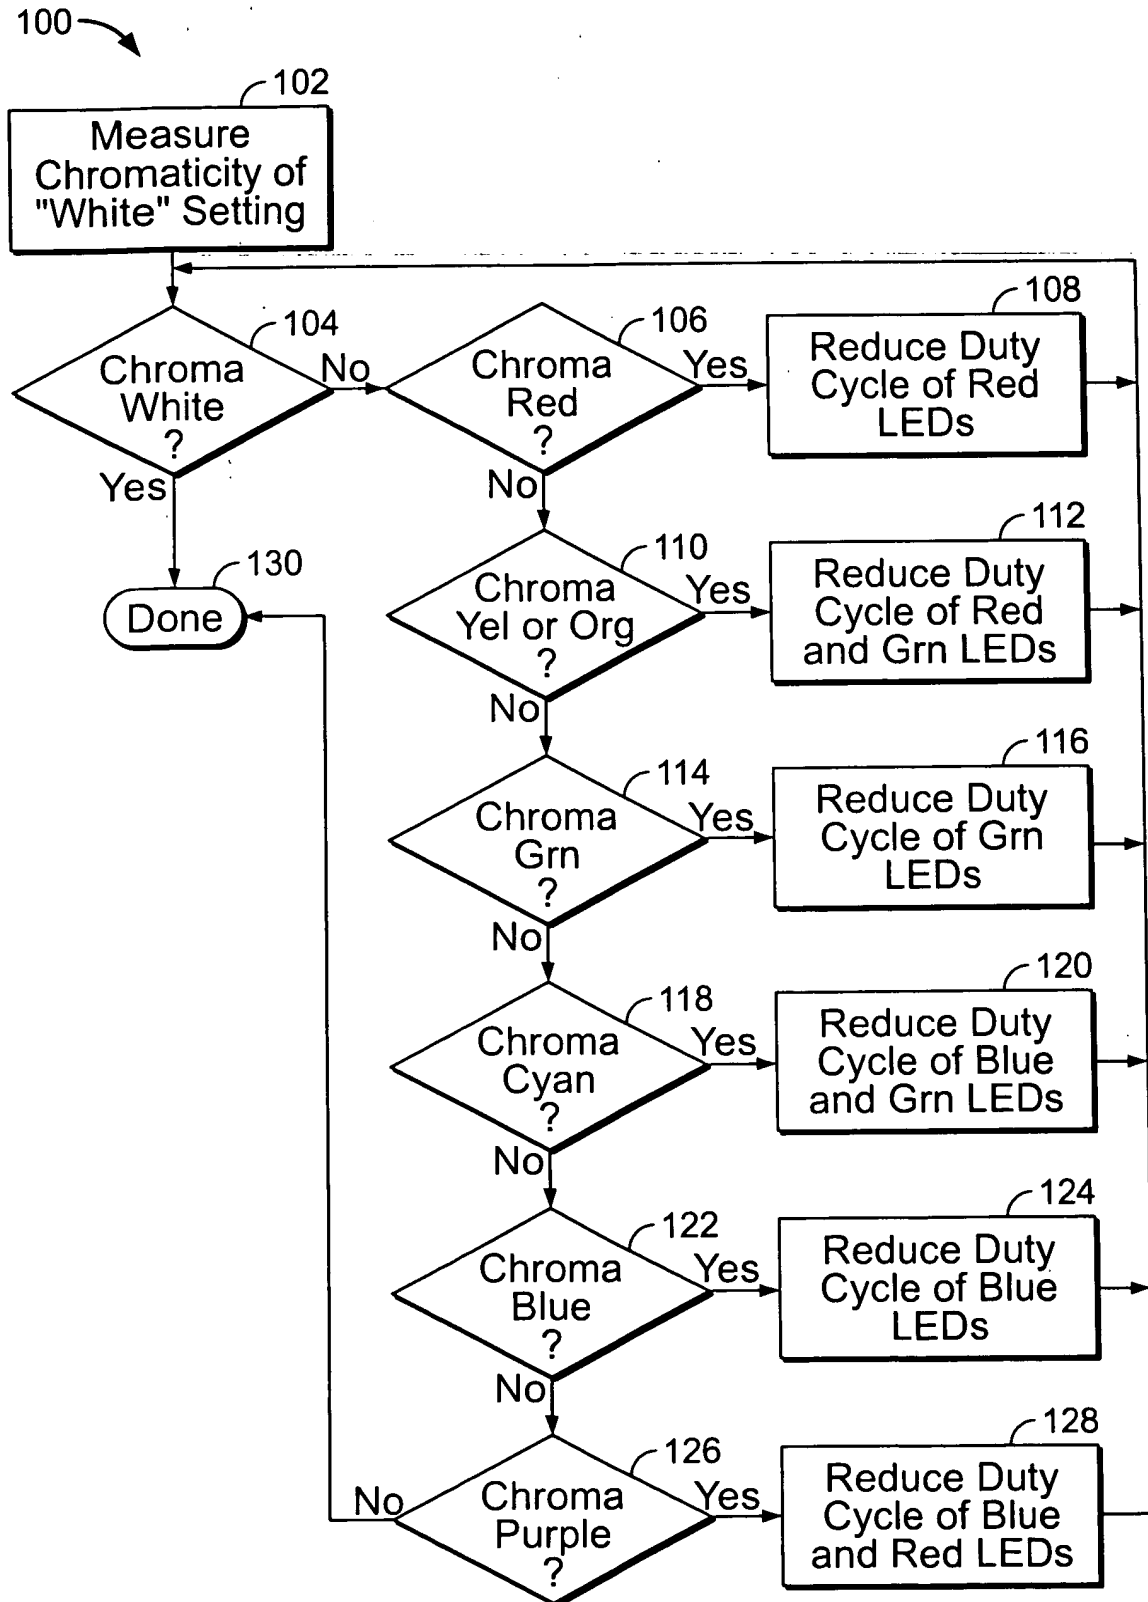 100
102
Measure
Chromaticity of
"White" Setting
104
Chroma
White
?
No
Yes
106
Chroma
Red
?
Yes
No
108
Reduce Duty
Cycle of Red
LEDs
130
Done
110
Chroma
Yel or Org
?
Yes
No
112
Reduce Duty
Cycle of Red
and Grn LEDs
114
Chroma
Grn
?
Yes
No
116
Reduce Duty
Cycle of Grn
LEDs
118
Chroma
Cyan
?
Yes
No
120
Reduce Duty
Cycle of Blue
and Grn LEDs
122
Chroma
Blue
?
Yes
No
124
Reduce Duty
Cycle of Blue
LEDs
126
Chroma
Purple
?
No
Yes
128
Reduce Duty
Cycle of Blue
and Red LEDs